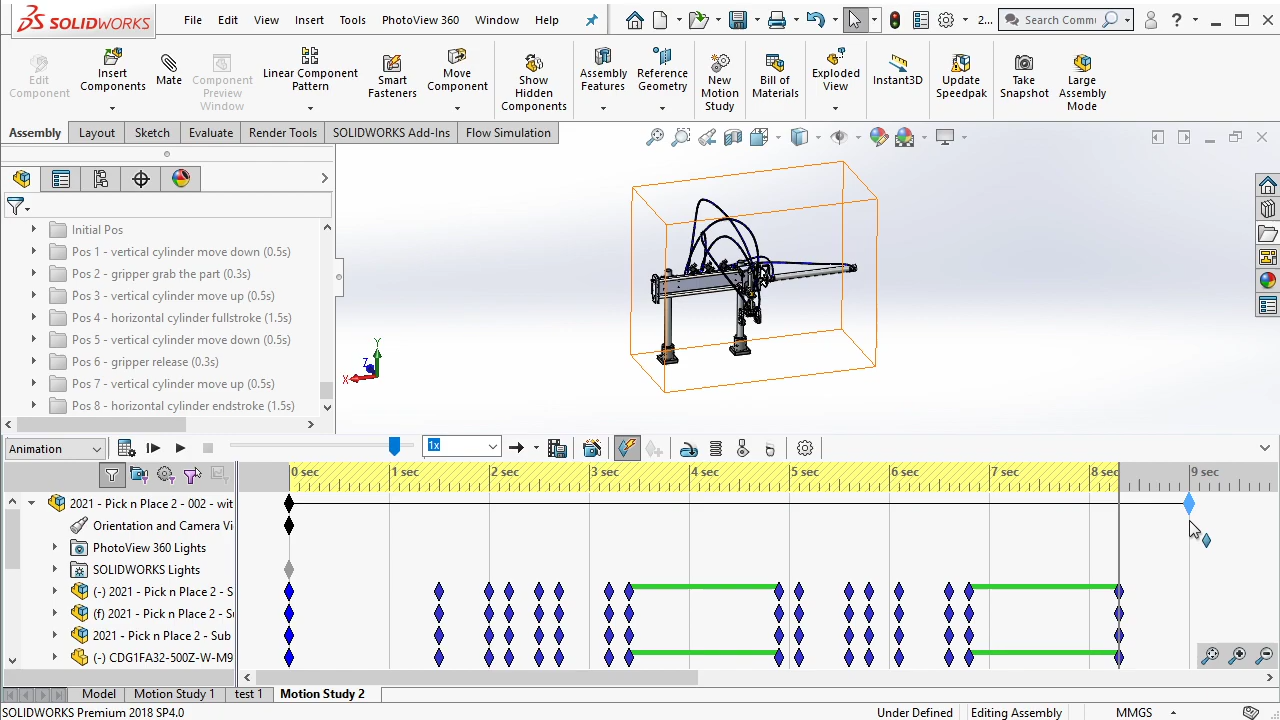 SOLIDWORKS File Edit View Insert Tools PhotoView 360 Window Help 2... Search Commi ?
Edit Component Insert Components Mate Component Preview Window Linear Component Pattern Smart Fasteners Move Component Show Hidden Components Assembly Features Reference Geometry New Motion Study Bill of Materials Exploded View Instant3D Update Speedpak Take Snapshot Large Assembly Mode
Assembly Layout Sketch Evaluate Render Tools SOLIDWORKS Add-Ins Flow Simulation
Initial Pos
Pos 1 - vertical cylinder move down (0.5s)
Pos 2 - gripper grab the part (0.3s)
Pos 3 - vertical cylinder move up (0.5s)
Pos 4 - horizontal cylinder fullstroke (1.5s)
Pos 5 - vertical cylinder move down (0.5s)
Pos 6 - gripper release (0.3s)
Pos 7 - vertical cylinder move up (0.5s)
Pos 8 - horizontal cylinder endstroke (1.5s)
Y
Z
X
Animation 1x
0 sec 1 sec 2 sec 3 sec 4 sec 5 sec 6 sec 7 sec 8 sec 9 sec
2021 - Pick n Place 2 - 002 - wit
Orientation and Camera Vi
PhotoView 360 Lights
SOLIDWORKS Lights
(-) 2021 - Pick n Place 2 - S
(f) 2021 - Pick n Place 2 - Su
2021 - Pick n Place 2 - Sub
(-) CDG1FA32-500Z-W-M9
Model Motion Study 1 test 1 Motion Study 2
SOLIDWORKS Premium 2018 SP4.0 Under Defined Editing Assembly MMGS